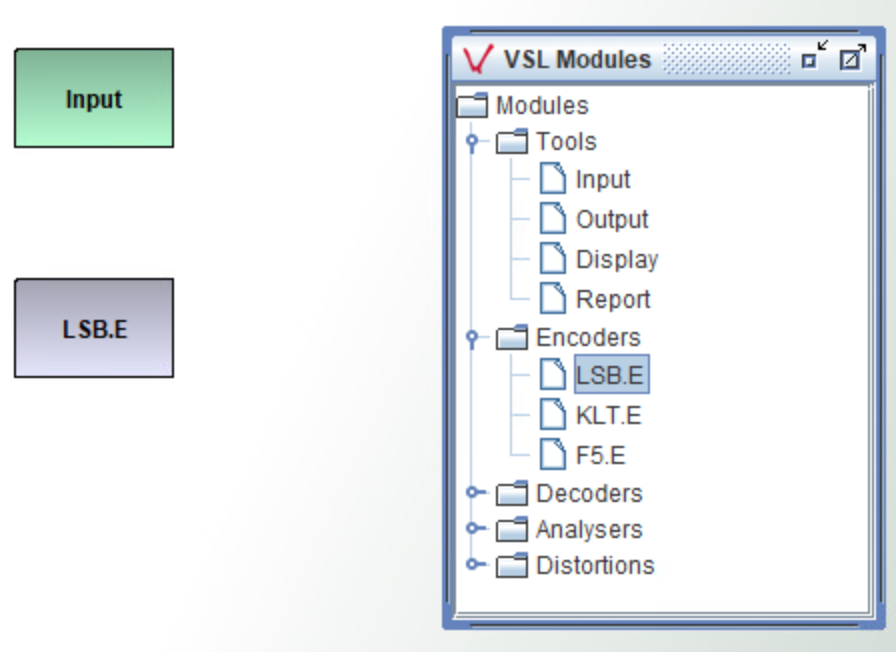 Input
LSB.E
VSL Modules
Modules
Tools
Input
Output
Display
Report
Encoders
LSB.E
KLT.E
F5.E
Decoders
Analysers
Distortions